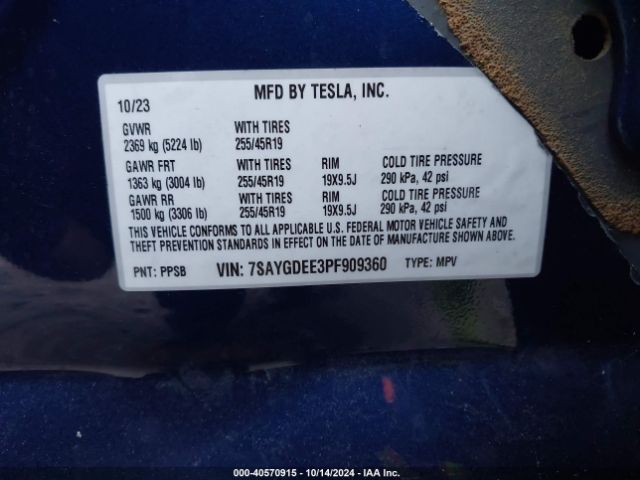 MFD BY TESLA, INC.
10/23
GVWR WITH TIRES
2369 kg (5224 lb) 255/45R19
GAWR FRT WITH TIRES RIM COLD TIRE PRESSURE
1363 kg (3004 lb) 255/45R19 19X9.5J 290 kPa, 42 psi
GAWR RR WITH TIRES RIM COLD TIRE PRESSURE
1500 kg (3306 lb) 255/45R19 19X9.5J 290 kPa, 42 psi
THIS VEHICLE CONFORMS TO ALL APPLICABLE U.S. FEDERAL MOTOR VEHICLE SAFETY AND
THEFT PREVENTION STANDARDS IN EFFECT ON THE DATE OF MANUFACTURE SHOWN ABOVE.
PNT: PPSB VIN: 7SAYGDEE3PF909360 TYPE: MPV
000-40570915 - 10/14/2024 - IAA Inc.